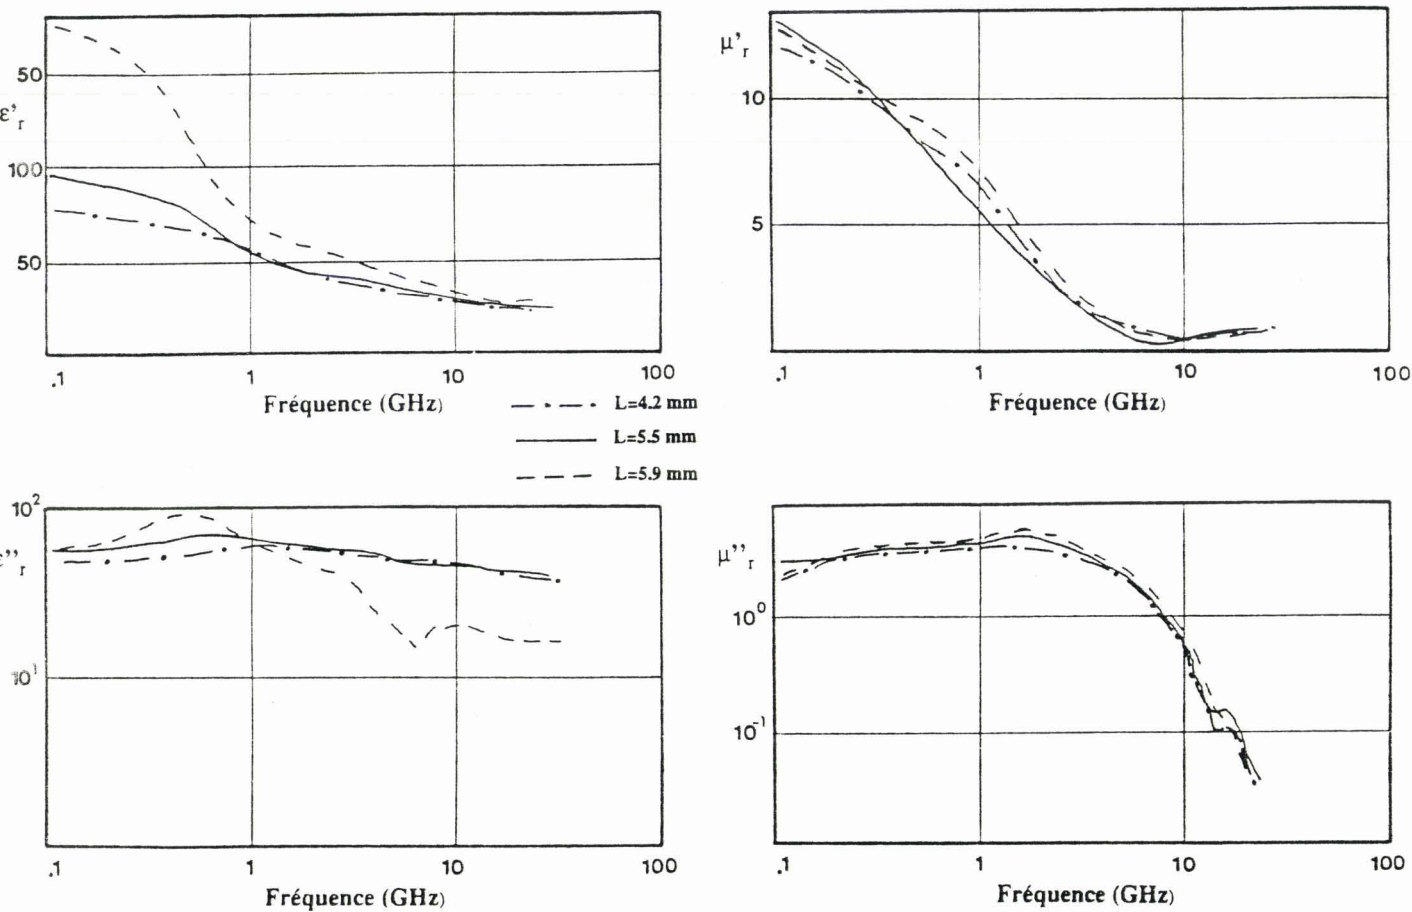 50
ε'r
100
50
.1 1 10 100
Fréquence (GHz)
μ'r
10
5
.1 1 10 100
Fréquence (GHz)
L=4.2 mm
L=5.5 mm
L=5.9 mm
10²
ε''r
10¹
.1 1 10 100
Fréquence (GHz)
μ''r
10⁰
10⁻¹
.1 1 10 100
Fréquence (GHz)